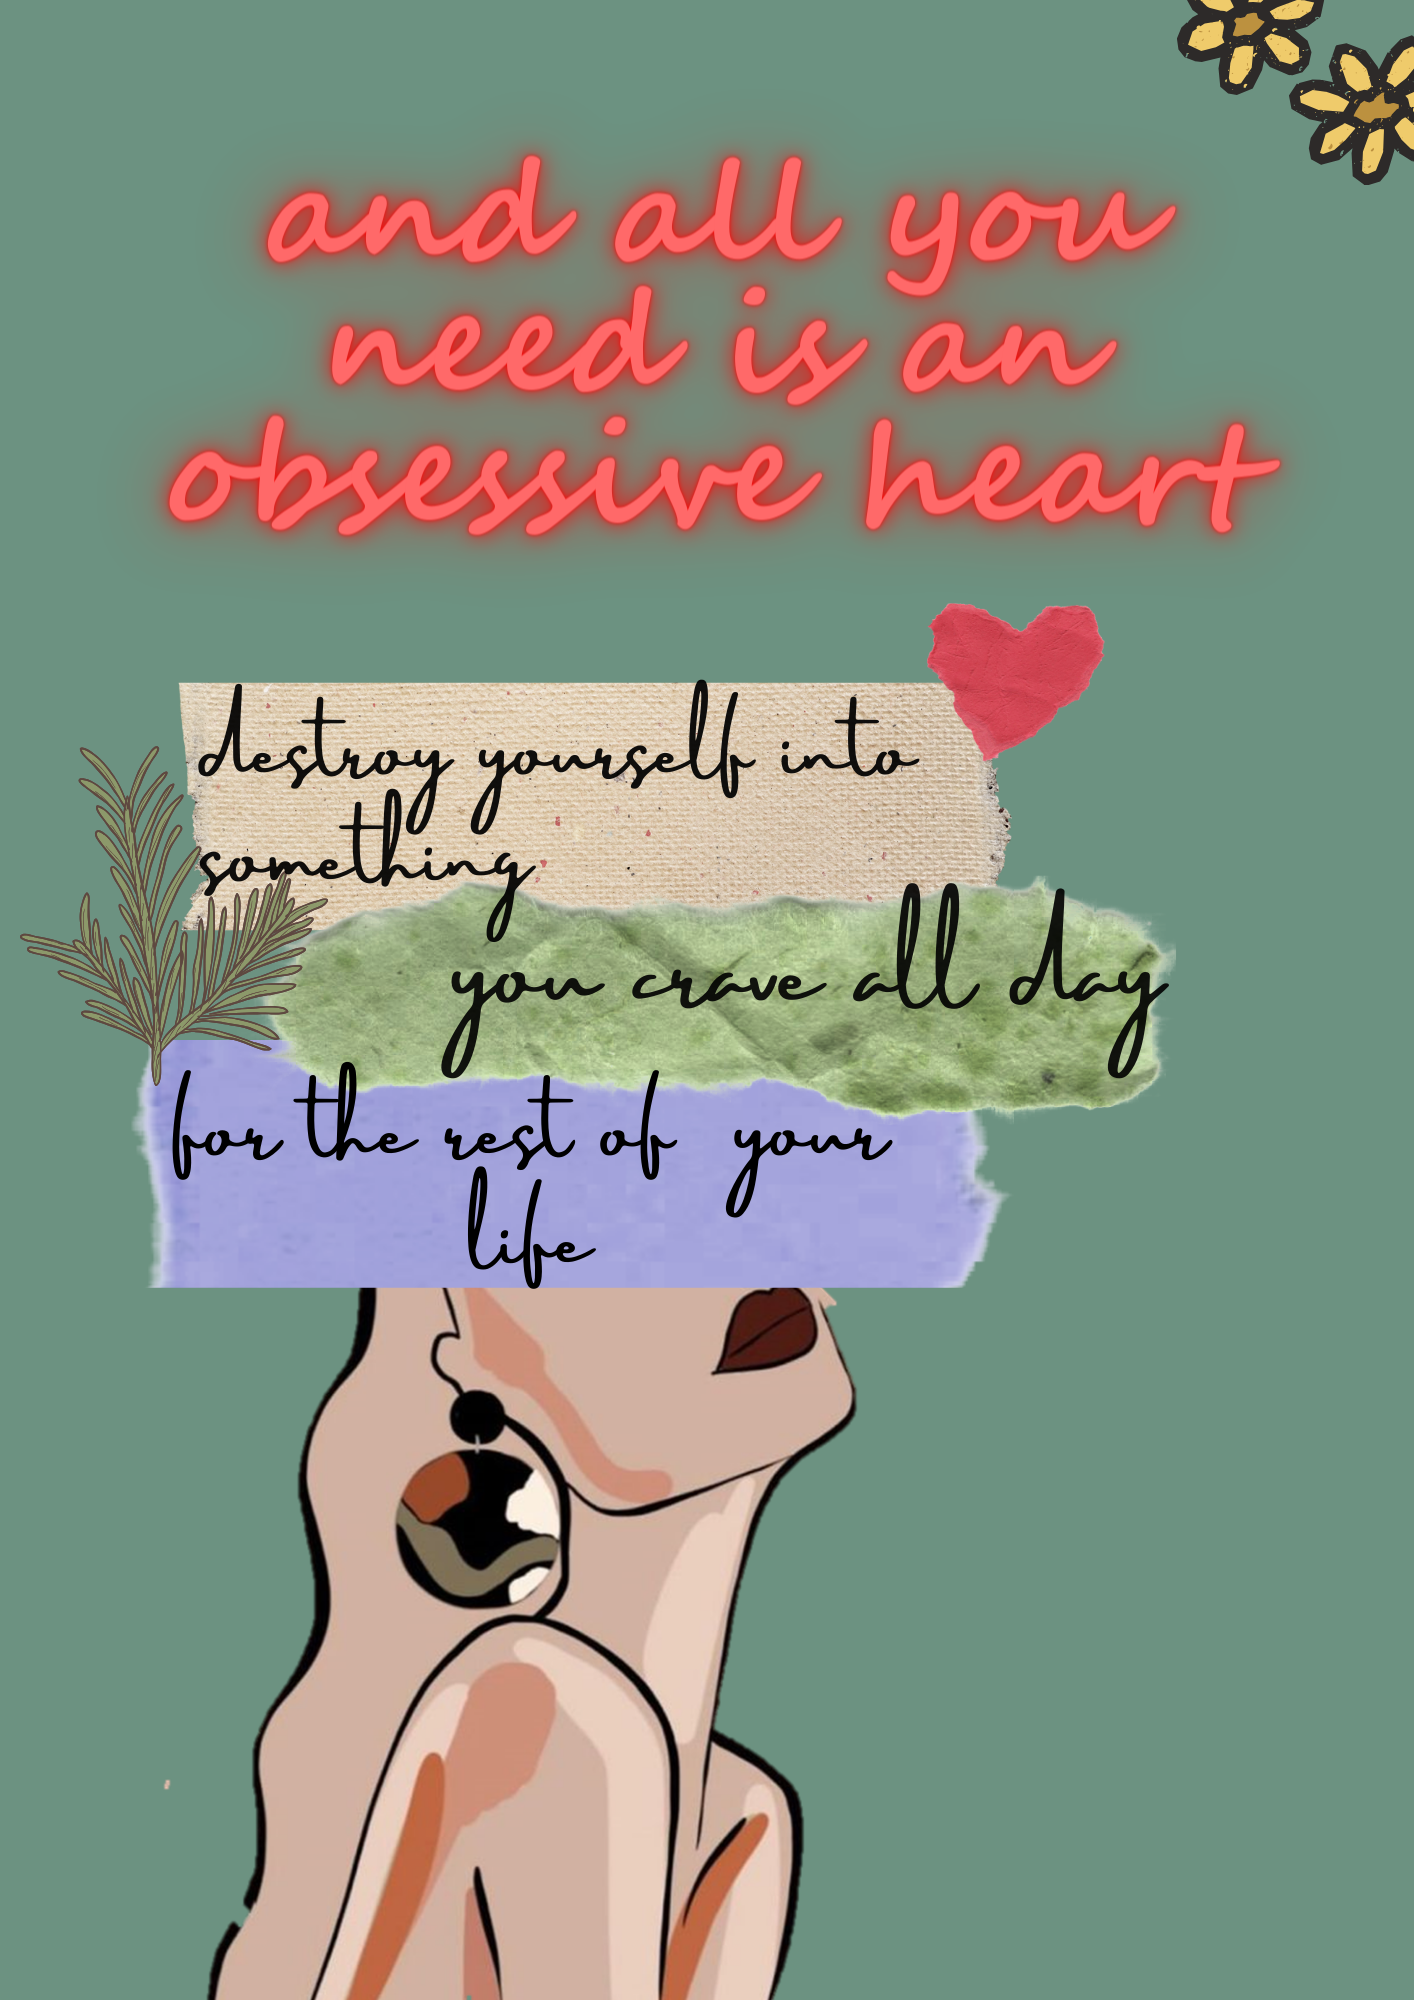 and all you
need is an
obsessive heart
destroy yourself into
something
you crave all day
for the rest of your
life